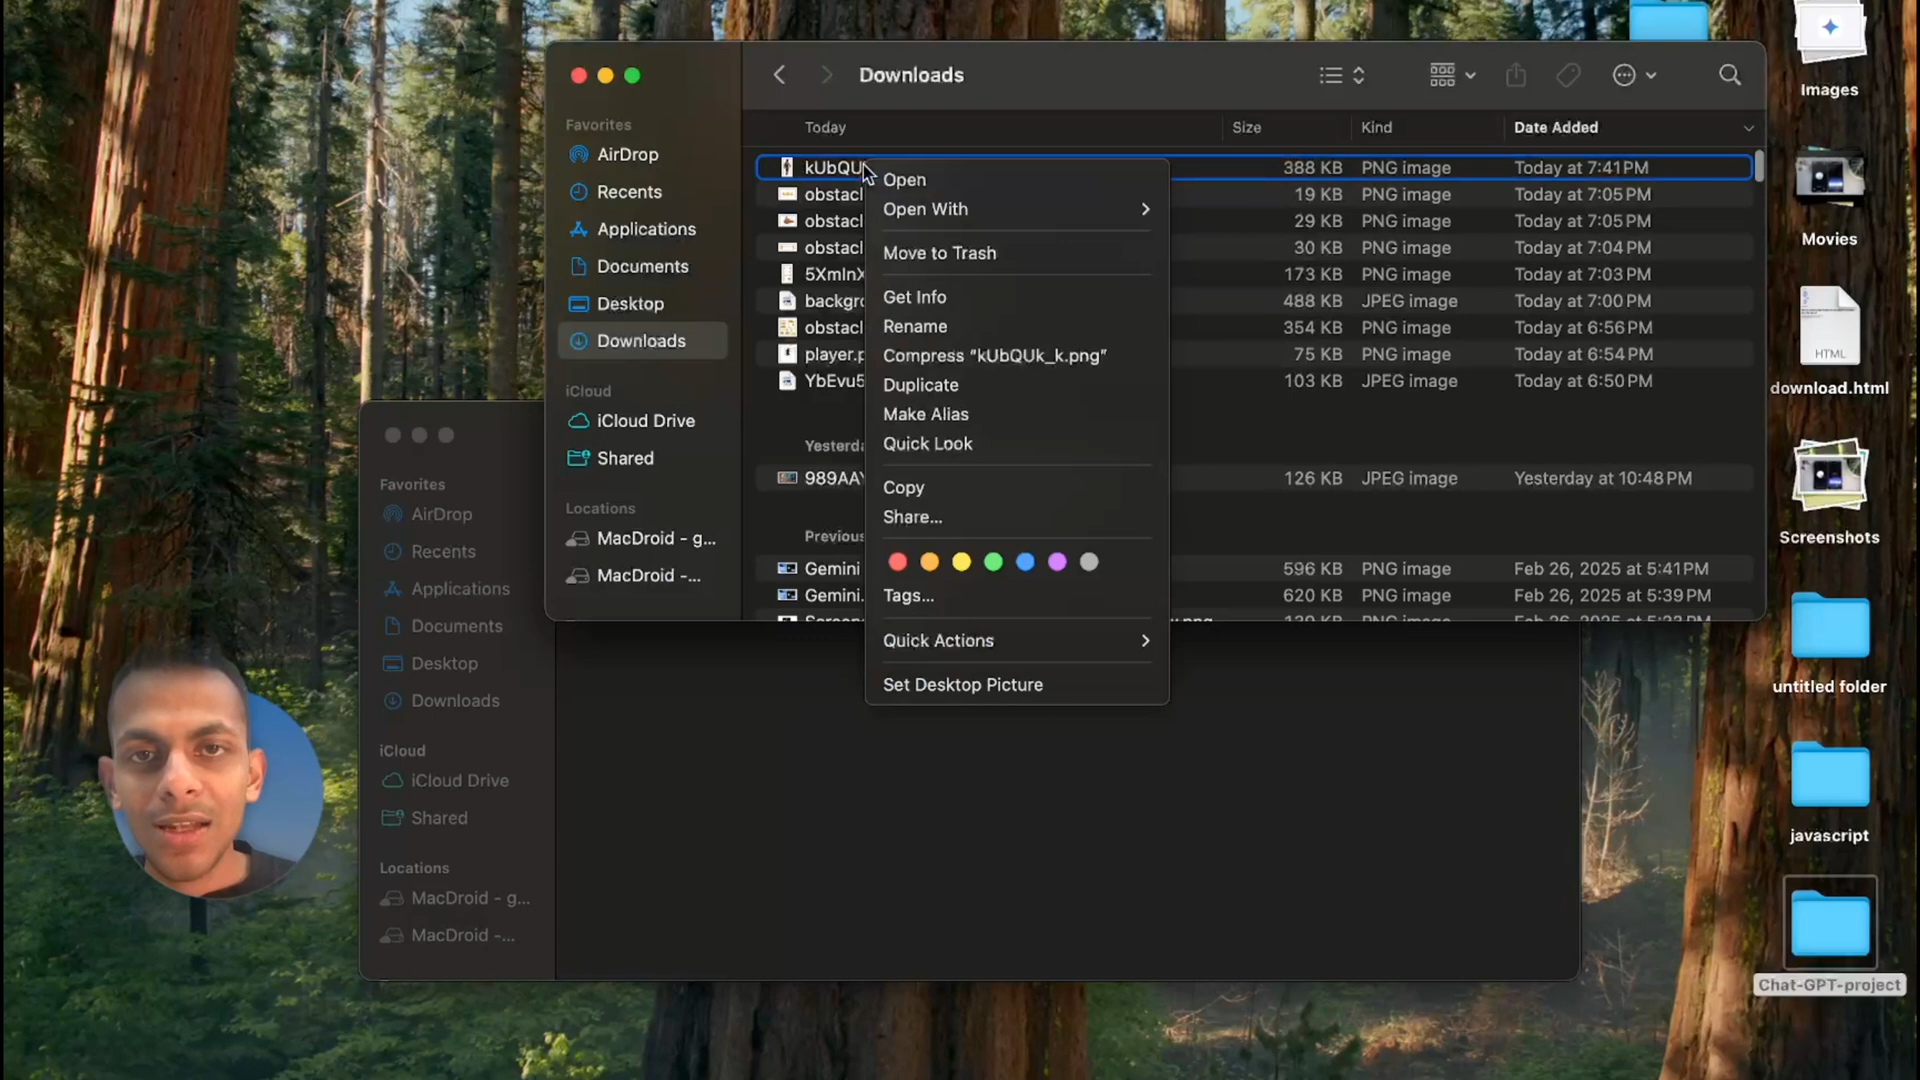 Downloads
Favorites
AirDrop
Recents
Applications
Documents
Desktop
Downloads
iCloud
iCloud Drive
Shared
Locations
MacDroid - g...
MacDroid -...
Today Size Kind Date Added
kUbQU 388 KB PNG image Today at 7:41 PM
obstacl 19 KB PNG image Today at 7:05 PM
obstacl 29 KB PNG image Today at 7:05 PM
obstacl 30 KB PNG image Today at 7:04 PM
5XmInX 173 KB PNG image Today at 7:03 PM
backgro 488 KB JPEG image Today at 7:00 PM
obstacl 354 KB PNG image Today at 6:56 PM
player.p 75 KB PNG image Today at 6:54 PM
YbEvu5 103 KB JPEG image Today at 6:50 PM
Yesterda
989AAY 126 KB JPEG image Yesterday at 10:48 PM
Previou
Gemini 596 KB PNG image Feb 26, 2025 at 5:41 PM
Gemini. 620 KB PNG image Feb 26, 2025 at 5:39 PM
Open
Open With
Move to Trash
Get Info
Rename
Compress “kUbQUk_k.png”
Duplicate
Make Alias
Quick Look
Copy
Share...
Tags...
Quick Actions
Set Desktop Picture
Favorites
AirDrop
Recents
Applications
Documents
Desktop
Downloads
iCloud
iCloud Drive
Shared
Locations
MacDroid - g...
MacDroid -...
Images
Movies
HTML
download.html
Screenshots
untitled folder
javascript
Chat-GPT-project